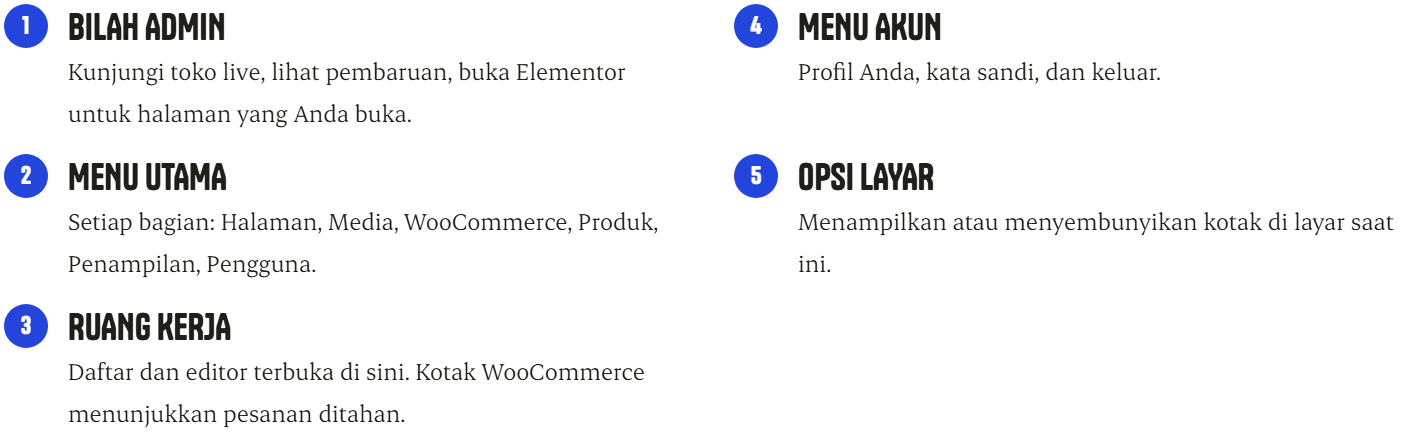 1 BILAH ADMIN
Kunjungi toko live, lihat pembaruan, buka Elementor
untuk halaman yang Anda buka.
2 MENU UTAMA
Setiap bagian: Halaman, Media, WooCommerce, Produk,
Penampilan, Pengguna.
3 RUANG KERJA
Daftar dan editor terbuka di sini. Kotak WooCommerce
menunjukkan pesanan ditahan.
4 MENU AKUN
Profil Anda, kata sandi, dan keluar.
5 OPSI LAYAR
Menampilkan atau menyembunyikan kotak di layar saat
ini.